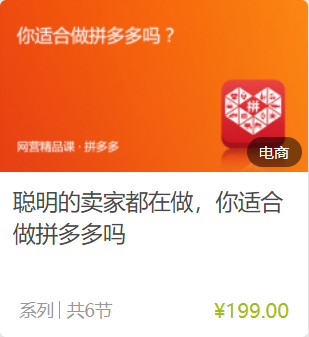 你适合做拼多多吗？
拼
网营精品课 · 拼多多
电商
聪明的卖家都在做，你适合
做拼多多吗
系列 | 共6节
¥199.00